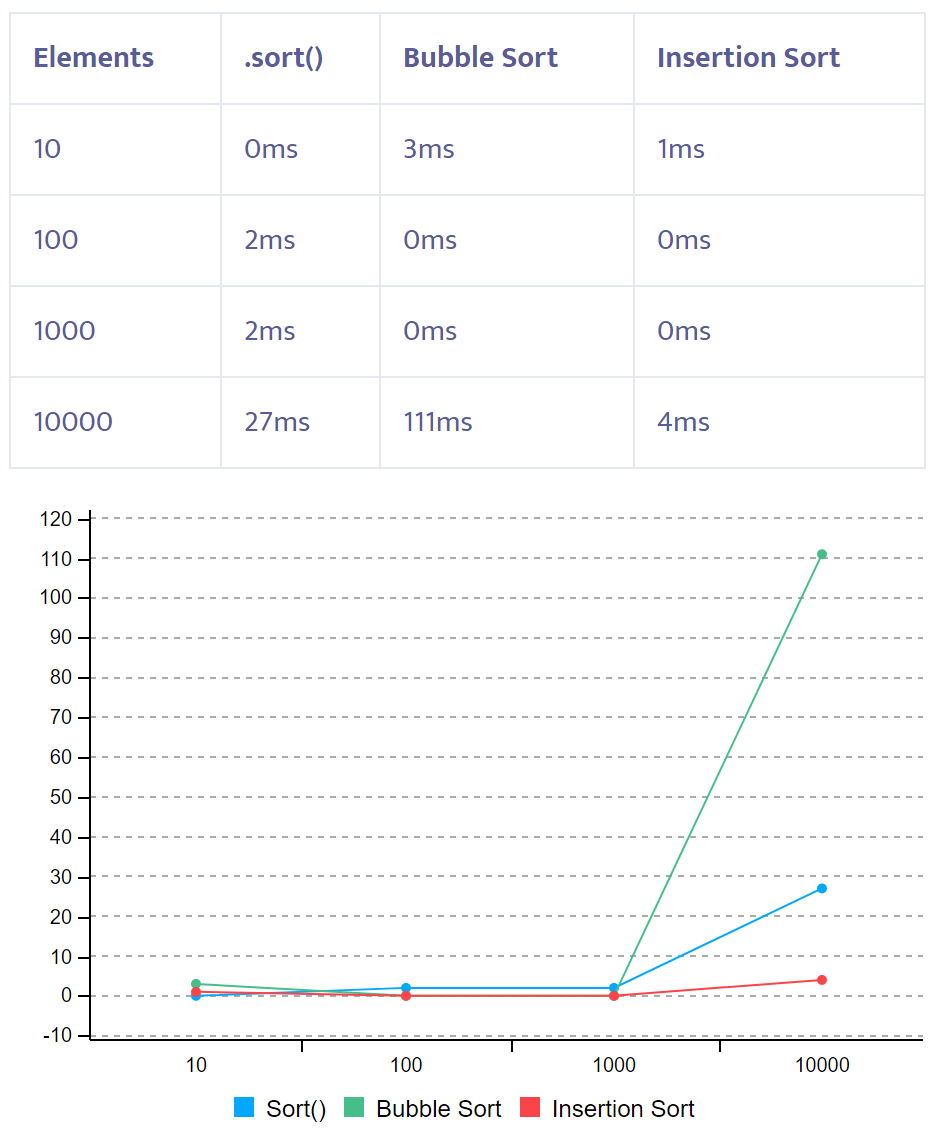 Elements .sort() Bubble Sort Insertion Sort
10 0ms 3ms 1ms
100 2ms 0ms 0ms
1000 2ms 0ms 0ms
10000 27ms 111ms 4ms
120
110
100
90
80
70
60
50
40
30
20
10
0
-10
10 100 1000 10000
Sort() Bubble Sort Insertion Sort